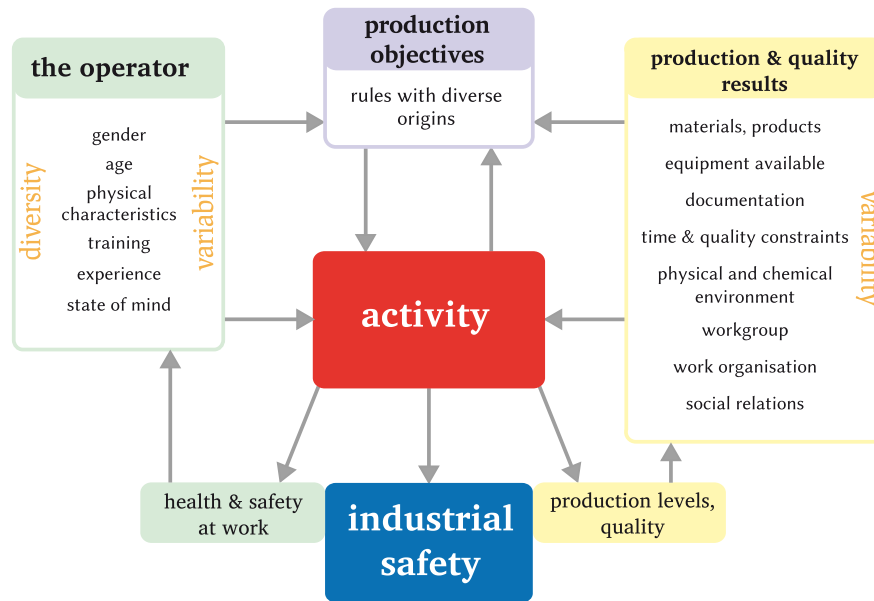 the operator
gender
age
physical
characteristics
training
experience
state of mind
diversity
variability
production
objectives
rules with diverse
origins
production & quality
results
materials, products
equipment available
documentation
time & quality constraints
physical and chemical
environment
workgroup
work organisation
social relations
variability
activity
health & safety
at work
industrial
safety
production levels,
quality